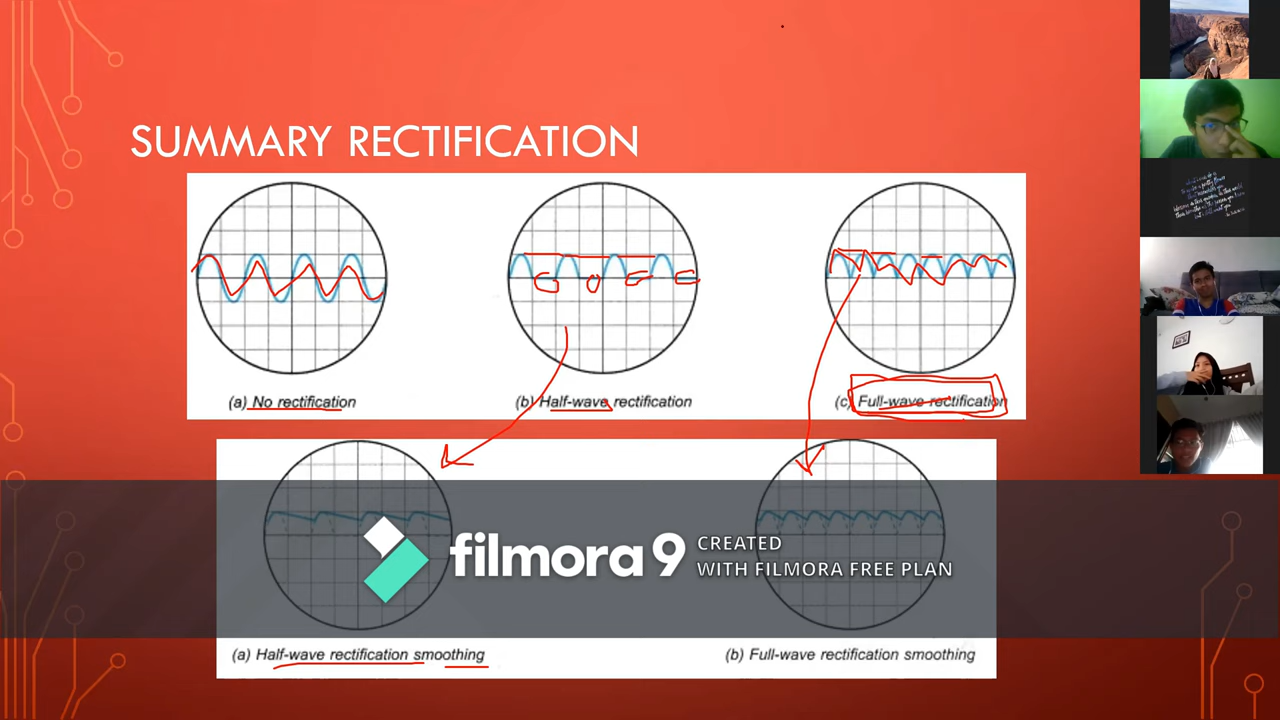 SUMMARY RECTIFICATION
(a) No rectification
(b) Half-wave rectification
(c) Full-wave rectification
filmora 9
CREATED
WITH FILMORA FREE PLAN
(a) Half-wave rectification smoothing
(b) Full-wave rectification smoothing